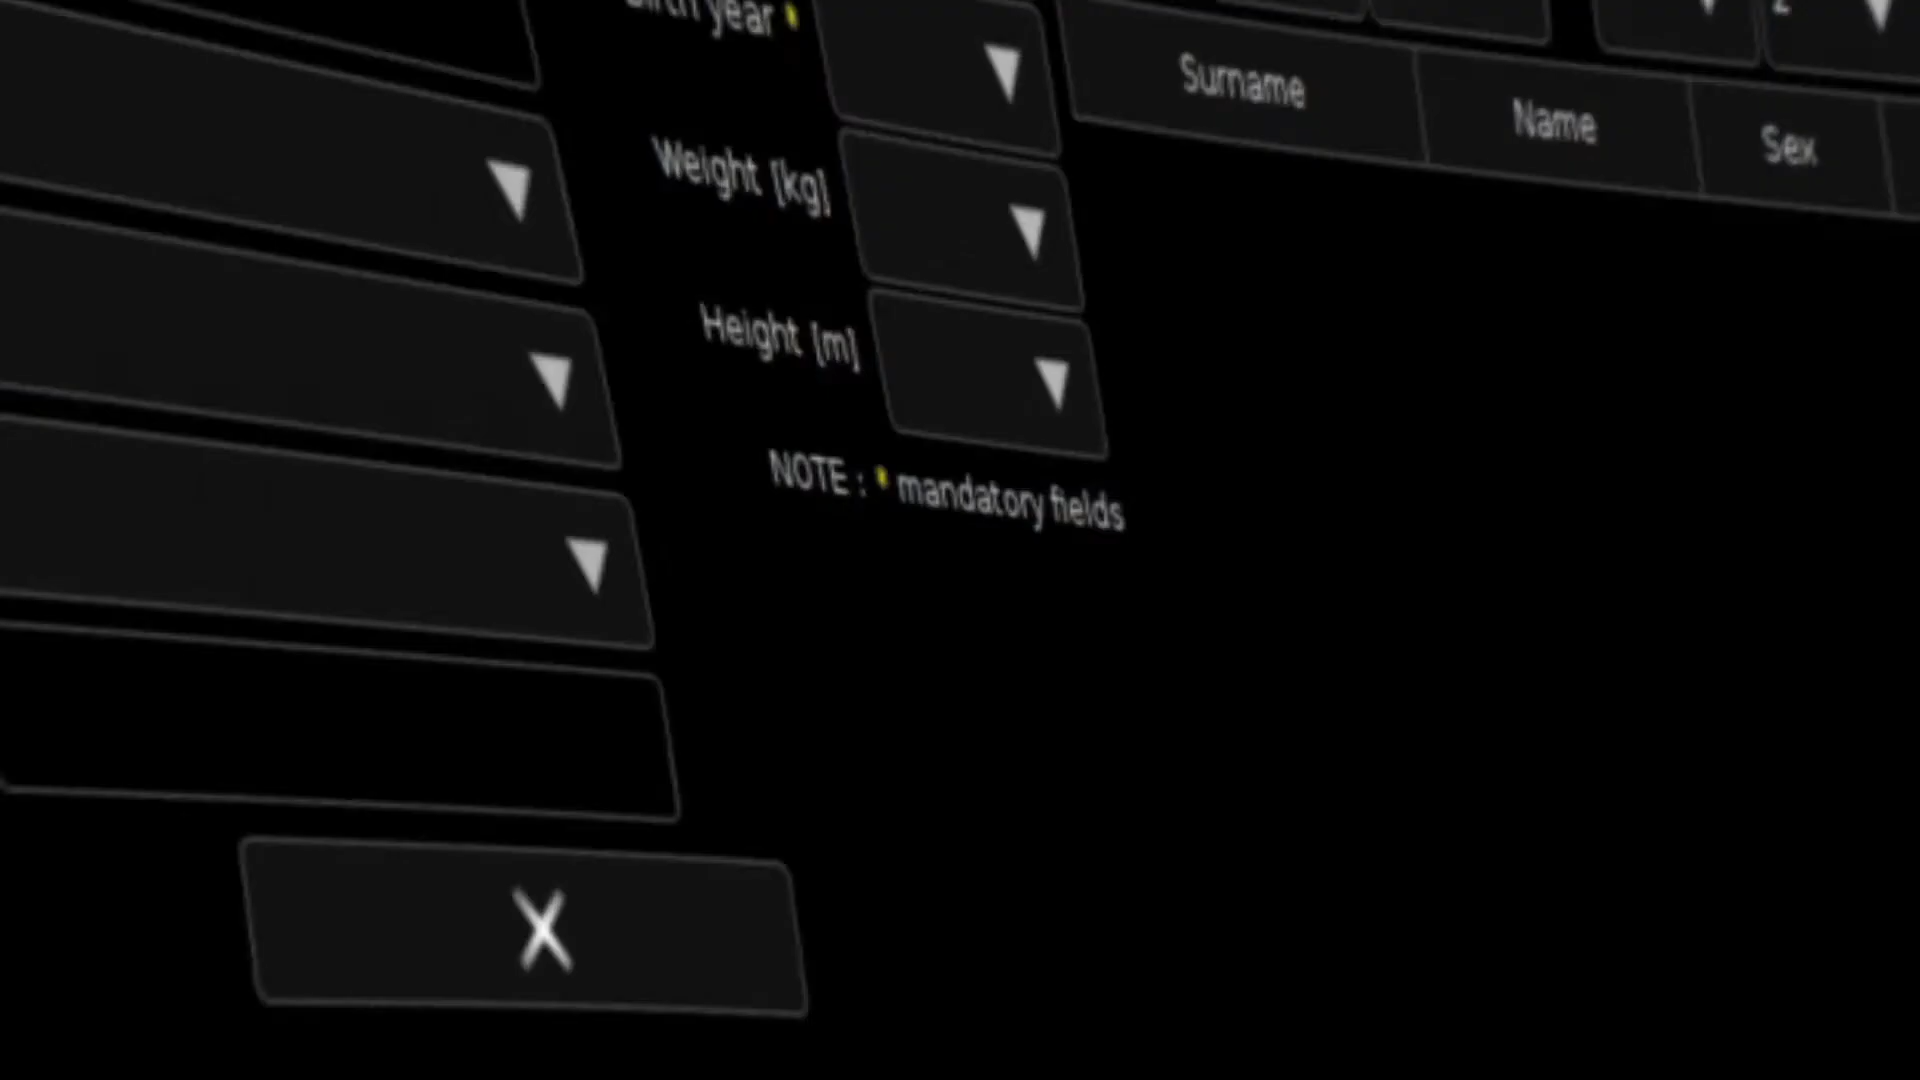 year *
Weight [kg]
Height [m]
NOTE : * mandatory fields
Surname
Name
Sex
X